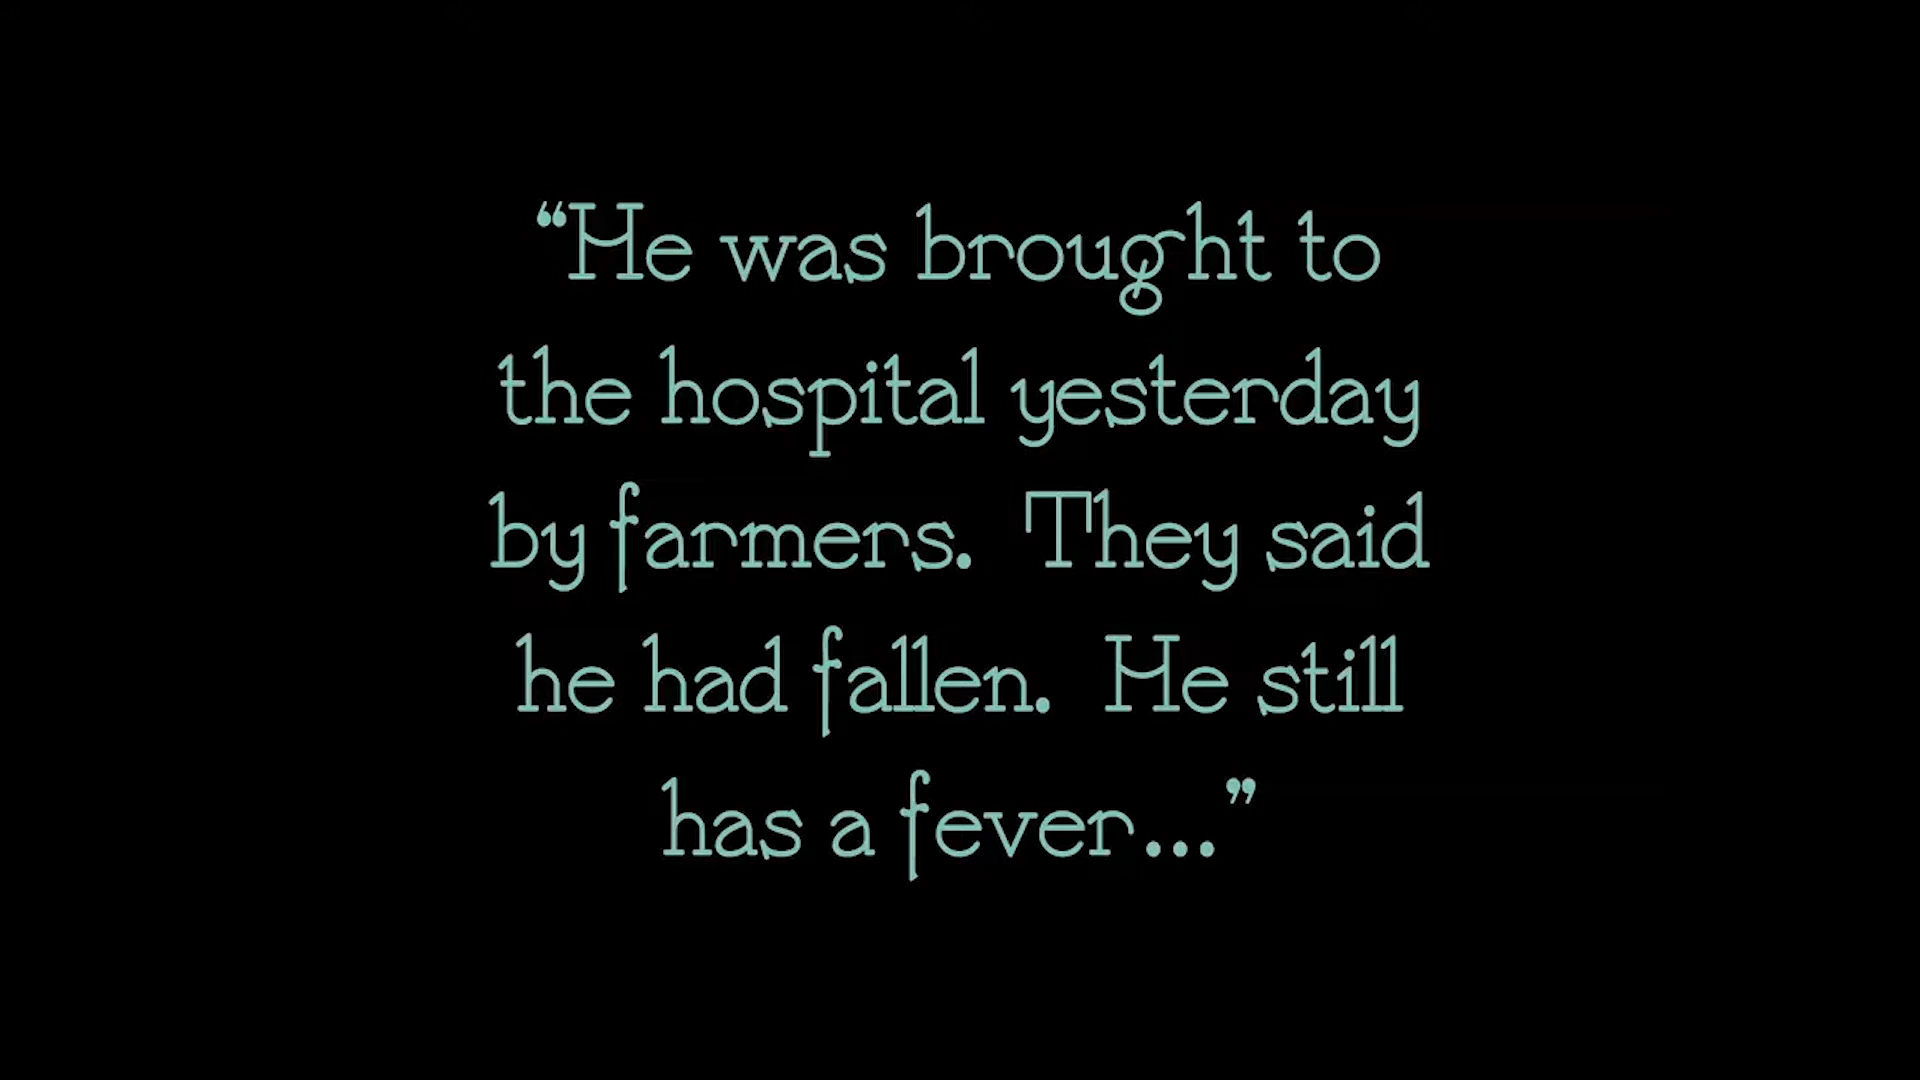 “He was brought to
the hospital yesterday
by farmers.  They said
he had fallen.  He still
has a fever...”